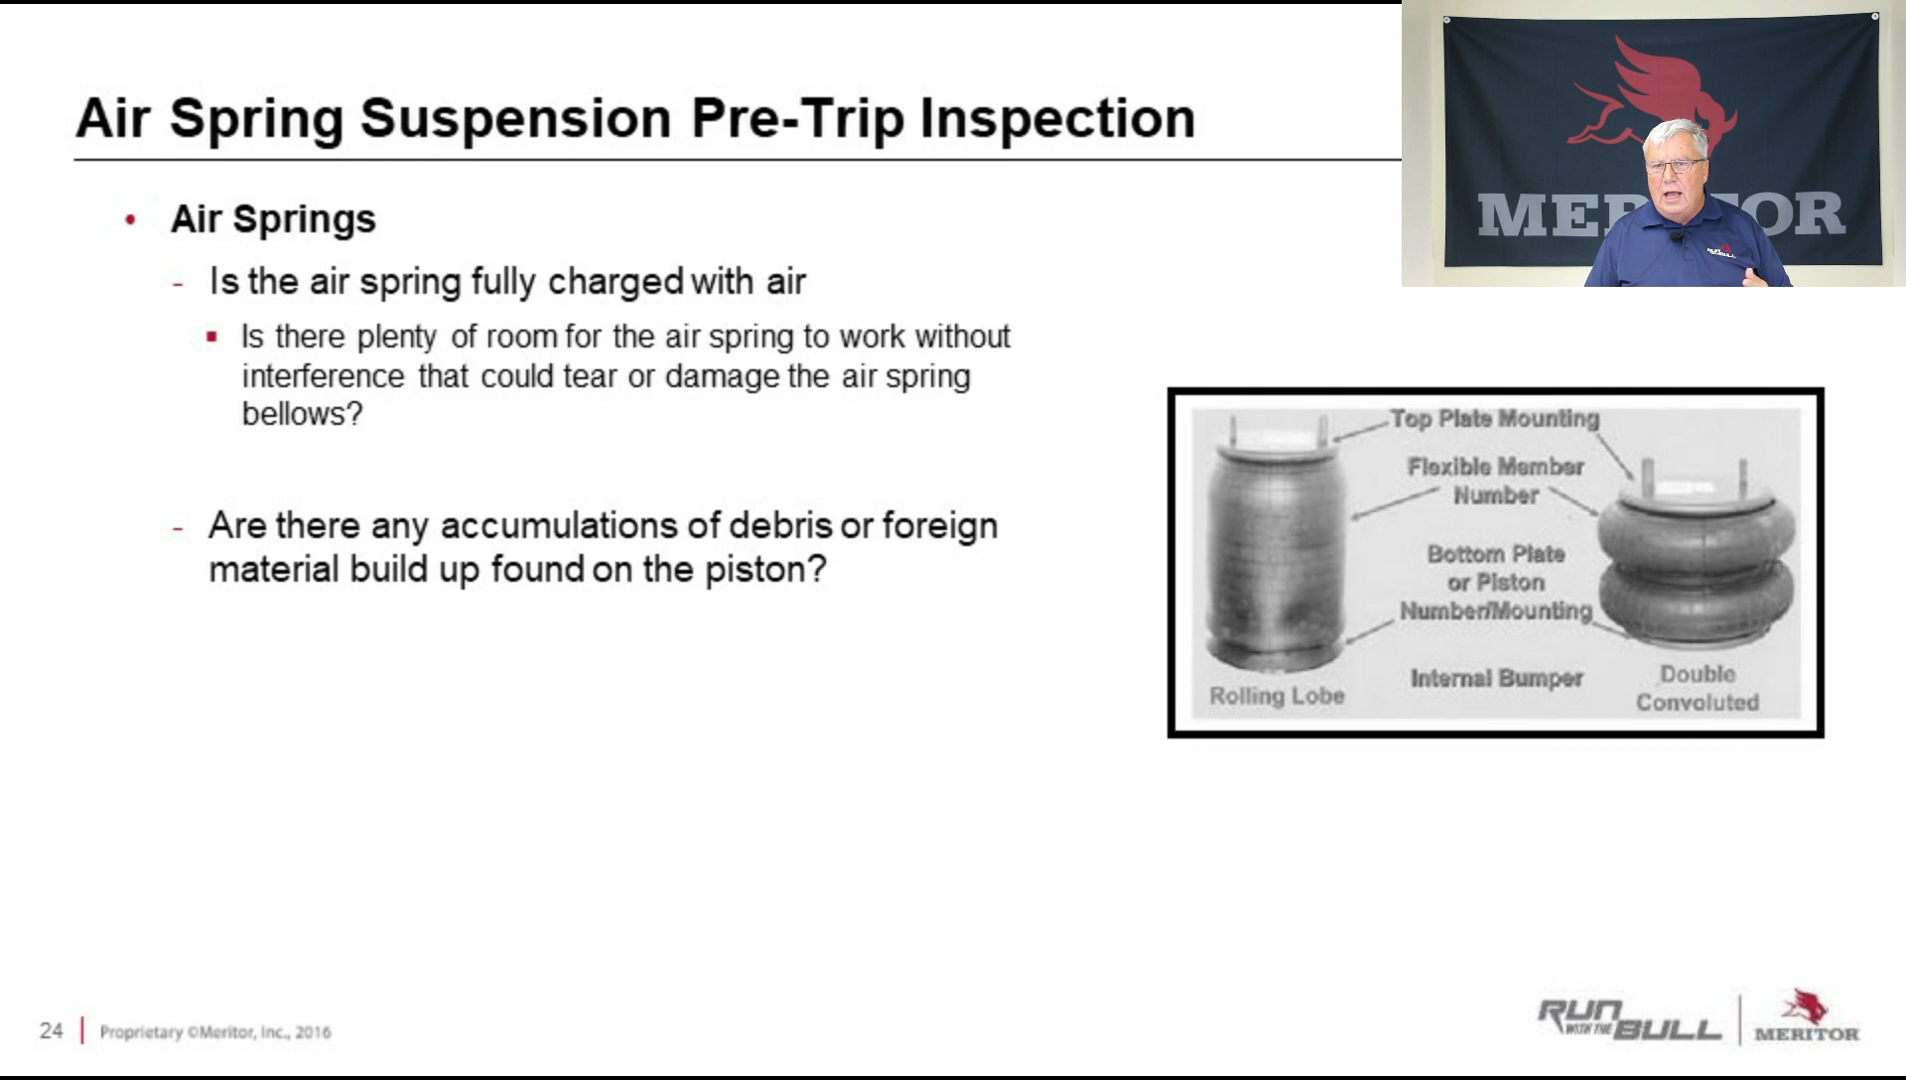 Air Spring Suspension Pre-Trip Inspection
MERITOR
• Air Springs
- Is the air spring fully charged with air
▪ Is there plenty of room for the air spring to work without
interference that could tear or damage the air spring
bellows?
- Are there any accumulations of debris or foreign
material build up found on the piston?
Top Plate Mounting
Flexible Member
Number
Bottom Plate
or Piston
Number/Mounting
Internal Bumper
Rolling Lobe
Double
Convoluted
24
Proprietary ©Meritor, Inc., 2016
RUN
WITH THE BULL
MERITOR